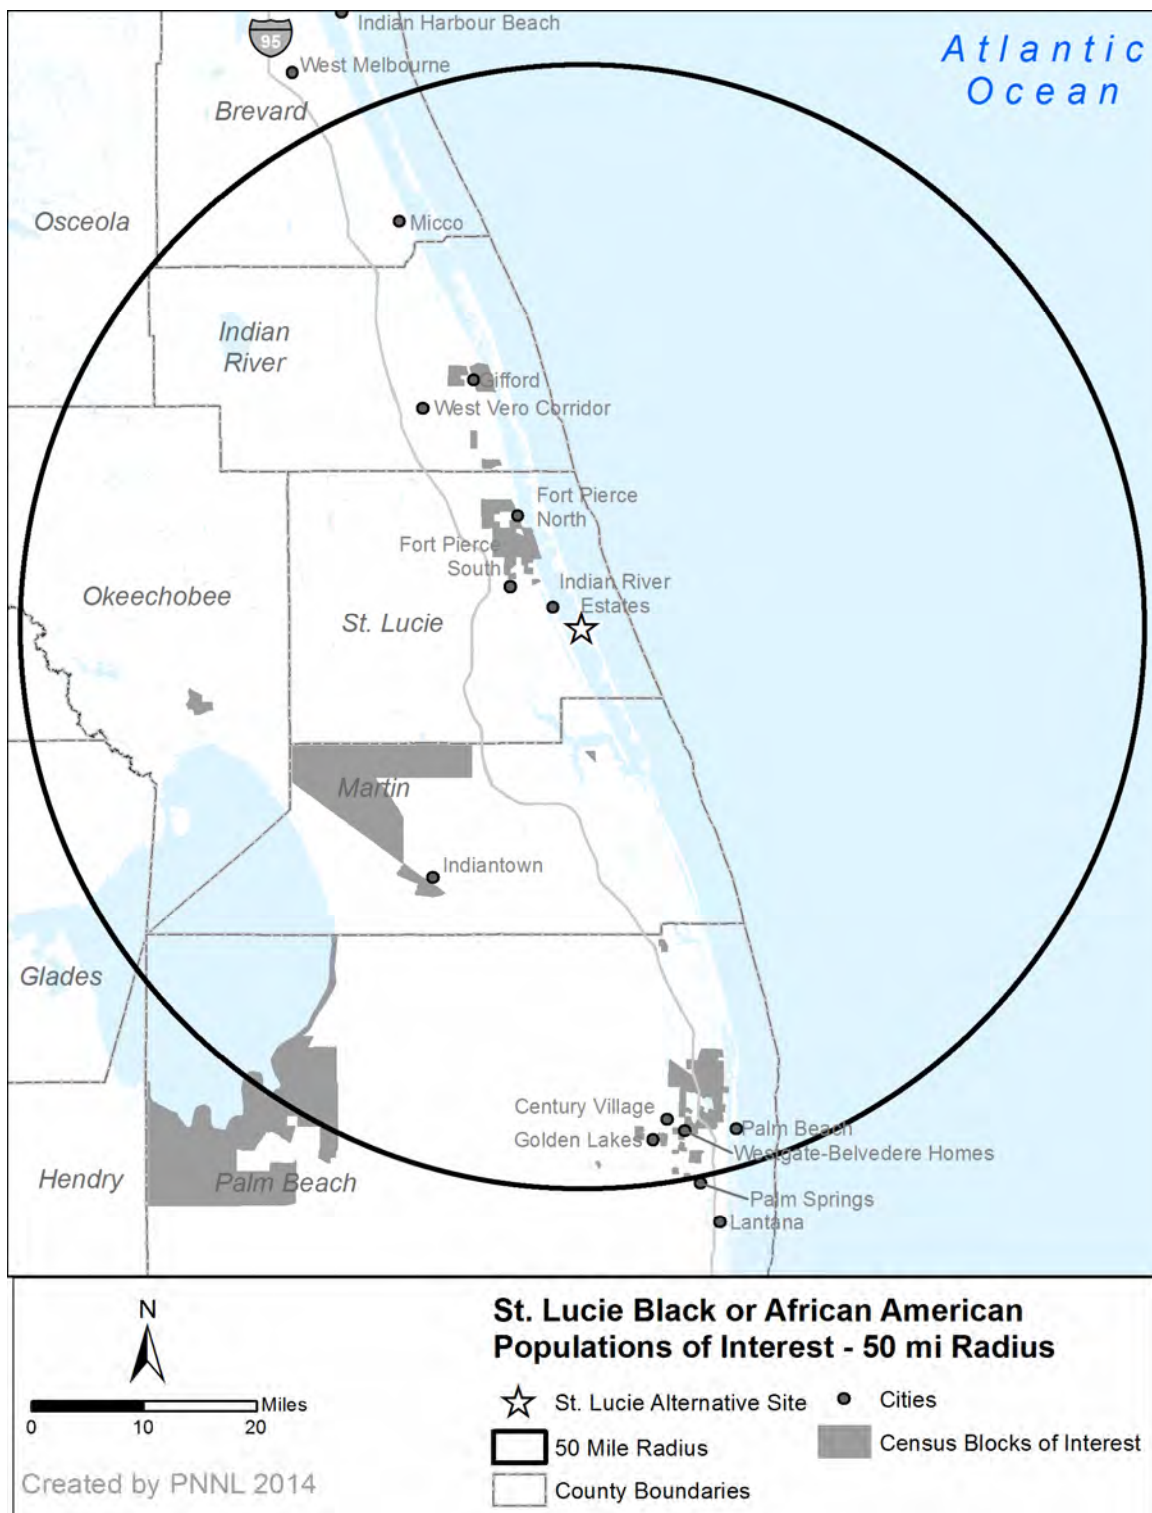 Indian Harbour Beach
95
West Melbourne
Brevard
Atlantic
Ocean
Osceola
Micco
Indian
River
Gifford
West Vero Corridor
Fort Pierce
North
Fort Pierce
South
Indian River
Estates
Okeechobee
St. Lucie
Martin
Indiantown
Glades
Century Village
Palm Beach
Golden Lakes
Westgate-Belvedere Homes
Hendry
Palm Beach
Palm Springs
Lantana
N
Miles
0 10 20
Created by PNNL 2014
St. Lucie Black or African American
Populations of Interest - 50 mi Radius
St. Lucie Alternative Site
Cities
50 Mile Radius
Census Blocks of Interest
County Boundaries